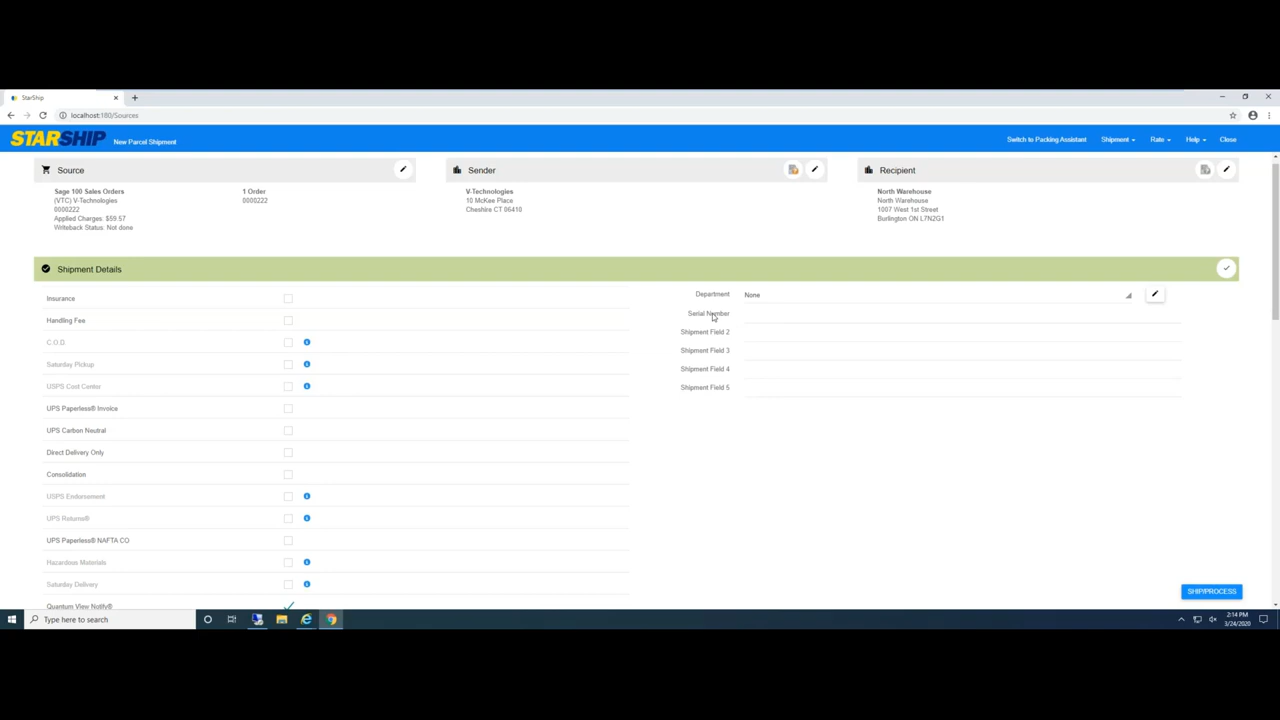 StarShip
localhost:180/Sources
STARSHIP New Parcel Shipment Switch to Packing Assistant Shipment Rate Help Close
Source
Sage 100 Sales Orders 1 Order
(VTC) V-Technologies 0000222
0000222
Applied Charges: $59.57
Writeback Status: Not done
Sender
V-Technologies
10 McKee Place
Cheshire CT 06410
Recipient
North Warehouse
North Warehouse
1007 West 1st Street
Burlington ON L7N2G1
Shipment Details
Insurance
Handling Fee
C.O.D.
Saturday Pickup
USPS Cost Center
UPS Paperless® Invoice
UPS Carbon Neutral
Direct Delivery Only
Consolidation
USPS Endorsement
UPS Returns®
UPS Paperless® NAFTA CO
Hazardous Materials
Saturday Delivery
Quantum View Notify®
Department None
Serial Number
Shipment Field 2
Shipment Field 3
Shipment Field 4
Shipment Field 5
SHIP/PROCESS
Type here to search
2:14 PM
3/24/2020